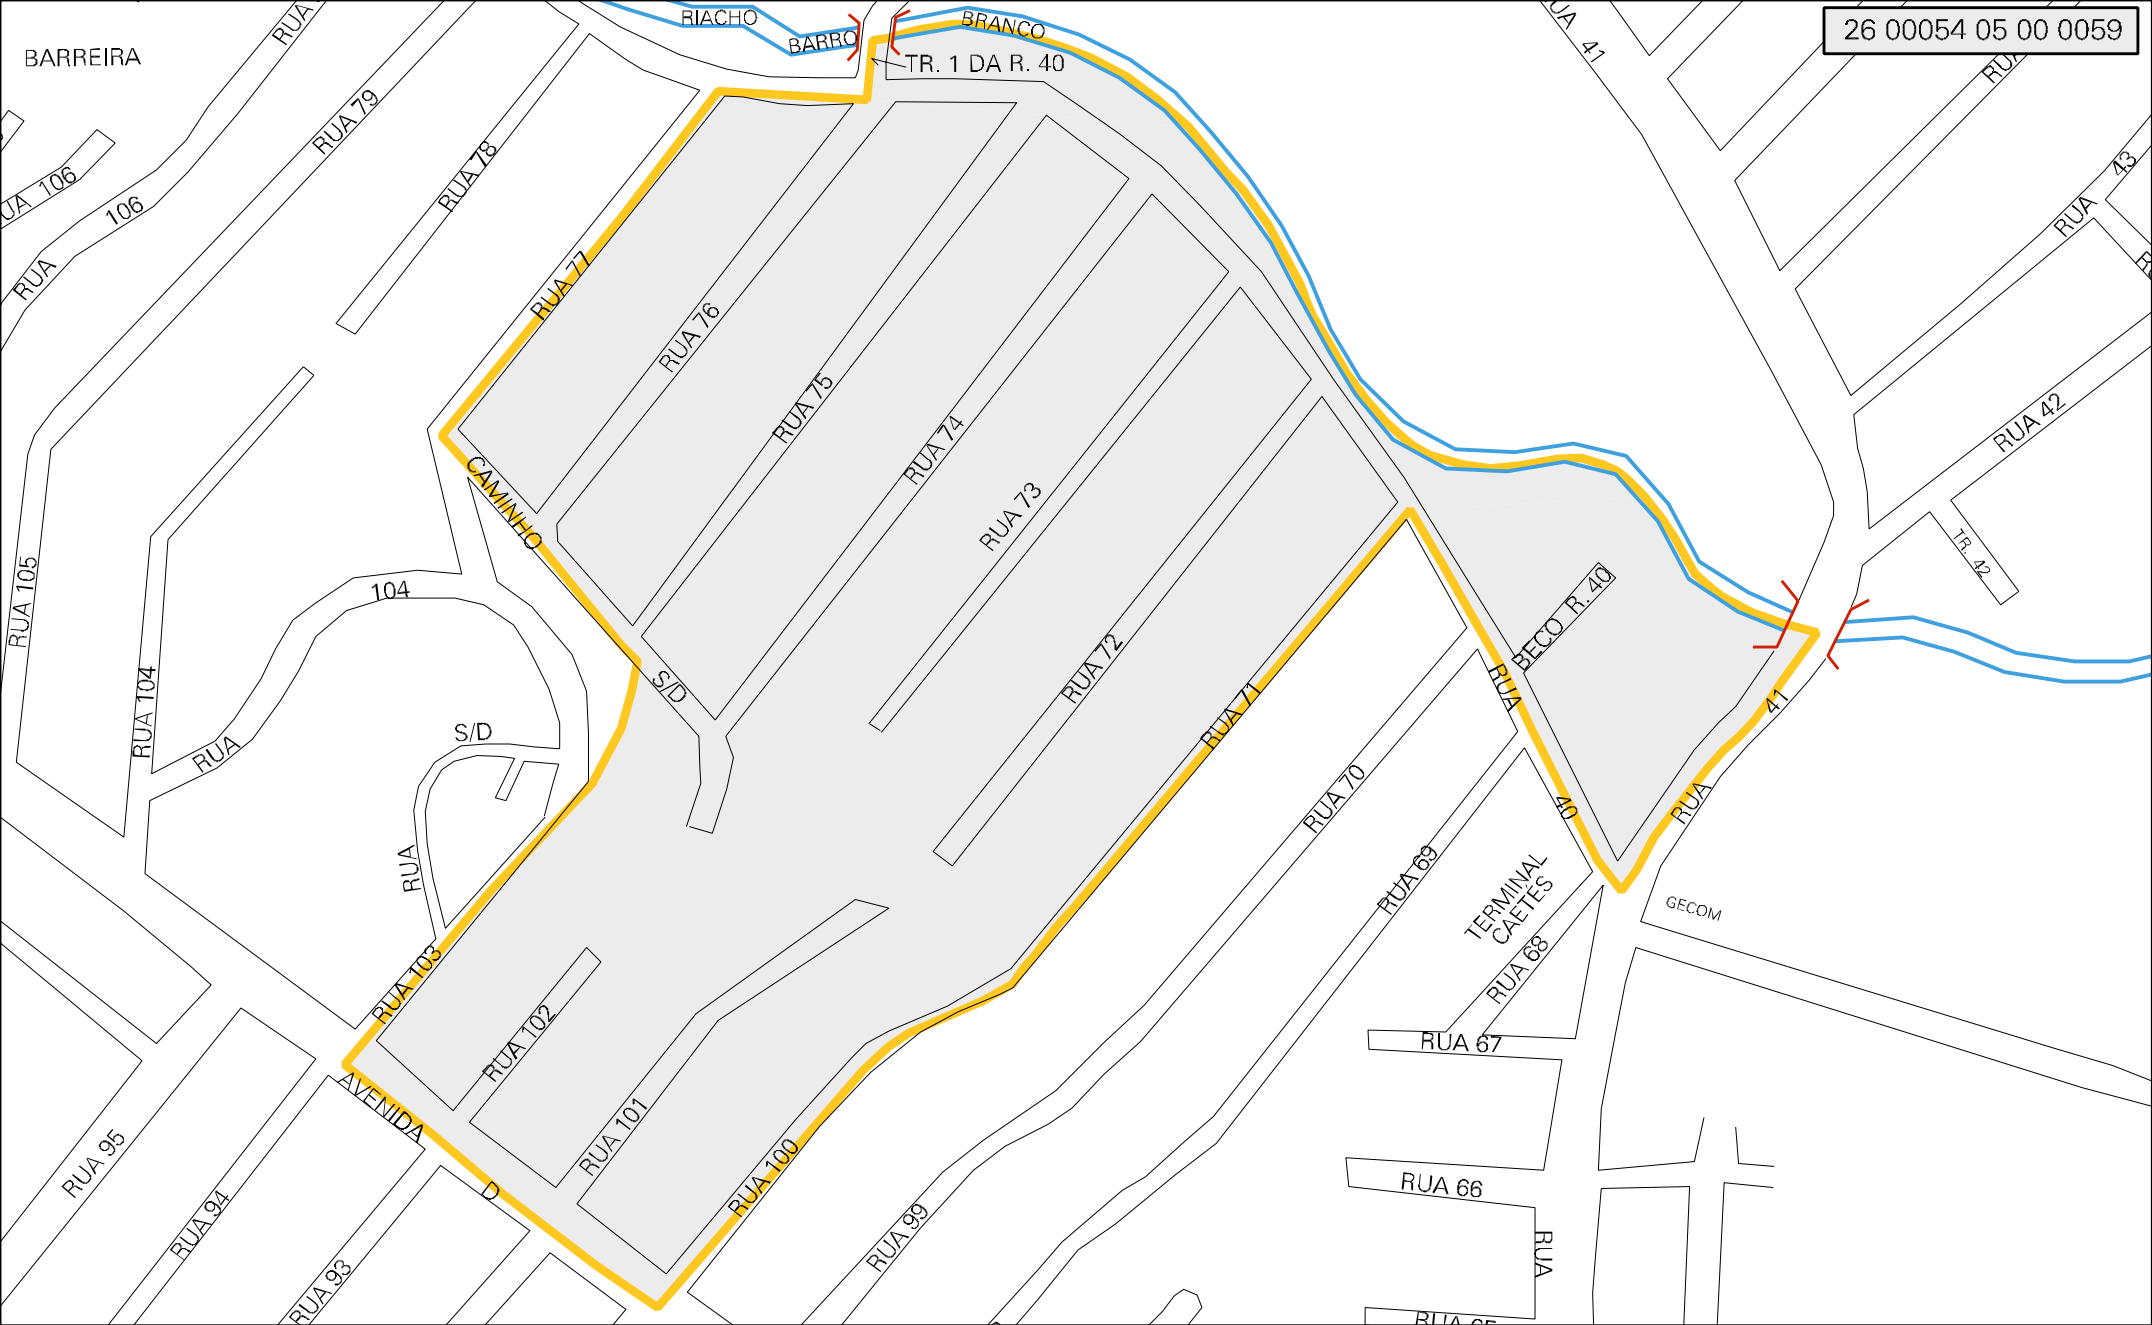 26 00054 05 00 0059
RIACHO
BARRO
BRANCO
TR. 1 DA R. 40
BARREIRA
RUA
RUA 79
RUA 78
RUA 77
RUA 76
RUA 75
RUA 74
RUA 73
RUA 72
RUA 71
RUA 70
RUA 69
RUA 68
RUA 67
RUA 66
RUA
41
RUA
RUA 43
RUA 42
TR. 42
UA 106
RUA 106
RUA 105
RUA 104
RUA 104
CAMINHO
S/D
RUA S/D
RUA 103
RUA 102
RUA 101
RUA 100
RUA 99
AVENIDA D
RUA 95
RUA 94
RUA 93
BECO R. 40
RUA 40
RUA 41
TERMINAL
CAETES
GECOM
RUA
RUA 65